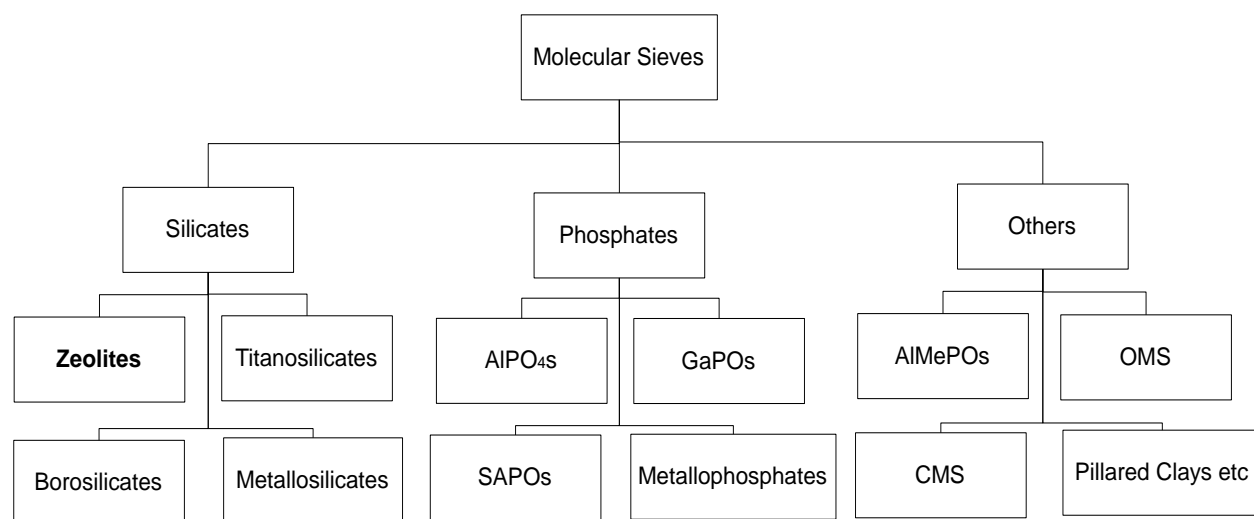 Molecular Sieves
Silicates
Phosphates
Others
Zeolites
Titanosilicates
AlPO4s
GaPOs
AlMePOs
OMS
Borosilicates
Metallosilicates
SAPOs
Metallophosphates
CMS
Pillared Clays etc